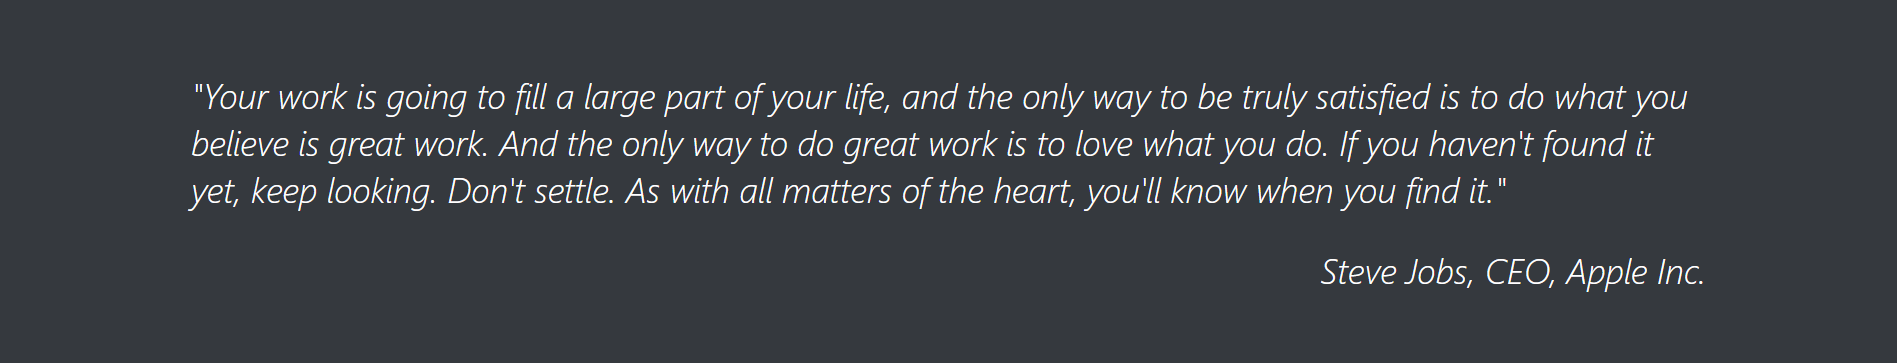 "Your work is going to fill a large part of your life, and the only way to be truly satisfied is to do what you
believe is great work. And the only way to do great work is to love what you do. If you haven't found it
yet, keep looking. Don't settle. As with all matters of the heart, you'll know when you find it."
Steve Jobs, CEO, Apple Inc.